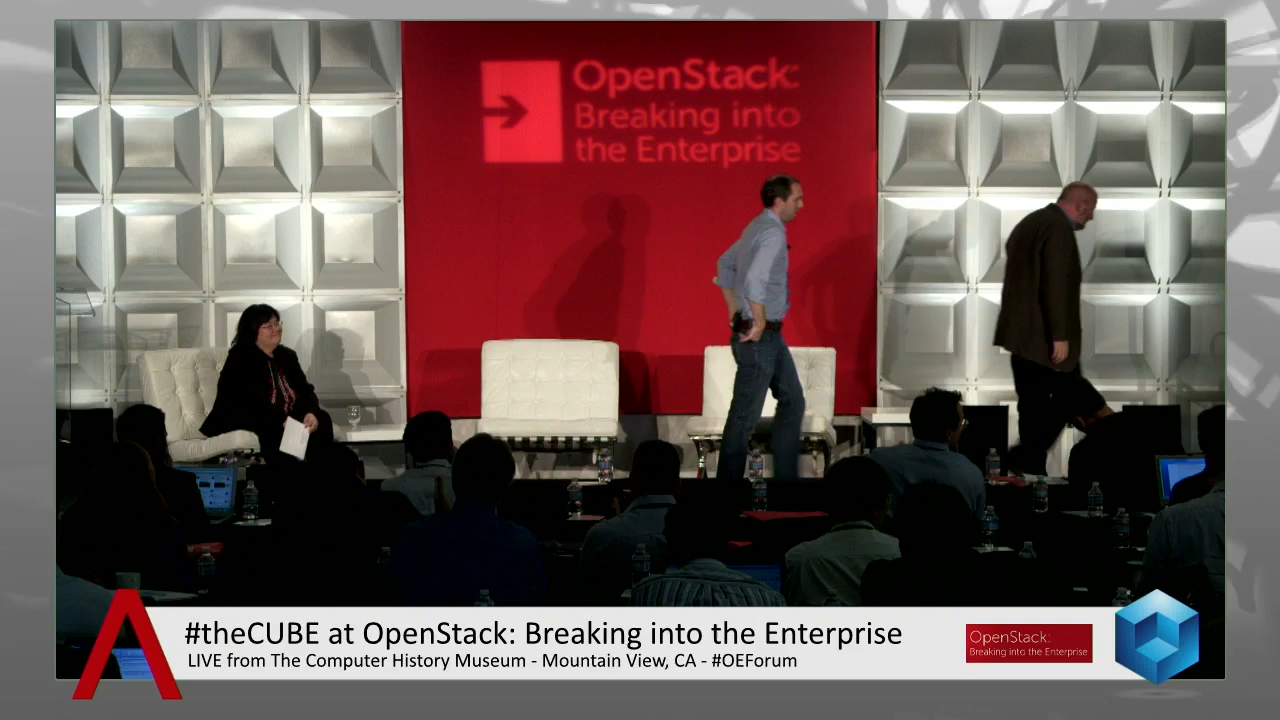 OpenStack:
Breaking into
the Enterprise
#theCUBE at OpenStack: Breaking into the Enterprise
LIVE from The Computer History Museum - Mountain View, CA - #OEForum
OpenStack:
Breaking into the Enterprise